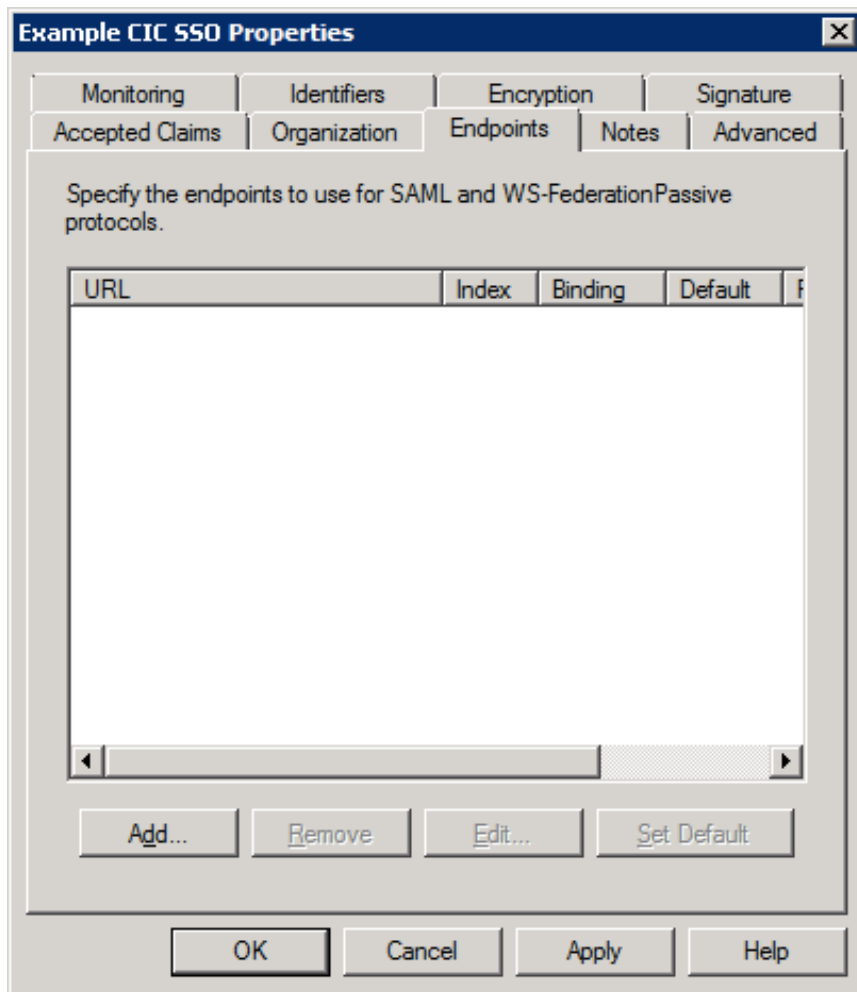 Example CIC SSO Properties
Monitoring Identifiers Encryption Signature
Accepted Claims Organization Endpoints Notes Advanced
Specify the endpoints to use for SAML and WS-FederationPassive
protocols.
URL Index Binding Default
Add... Remove Edit... Set Default
OK Cancel Apply Help